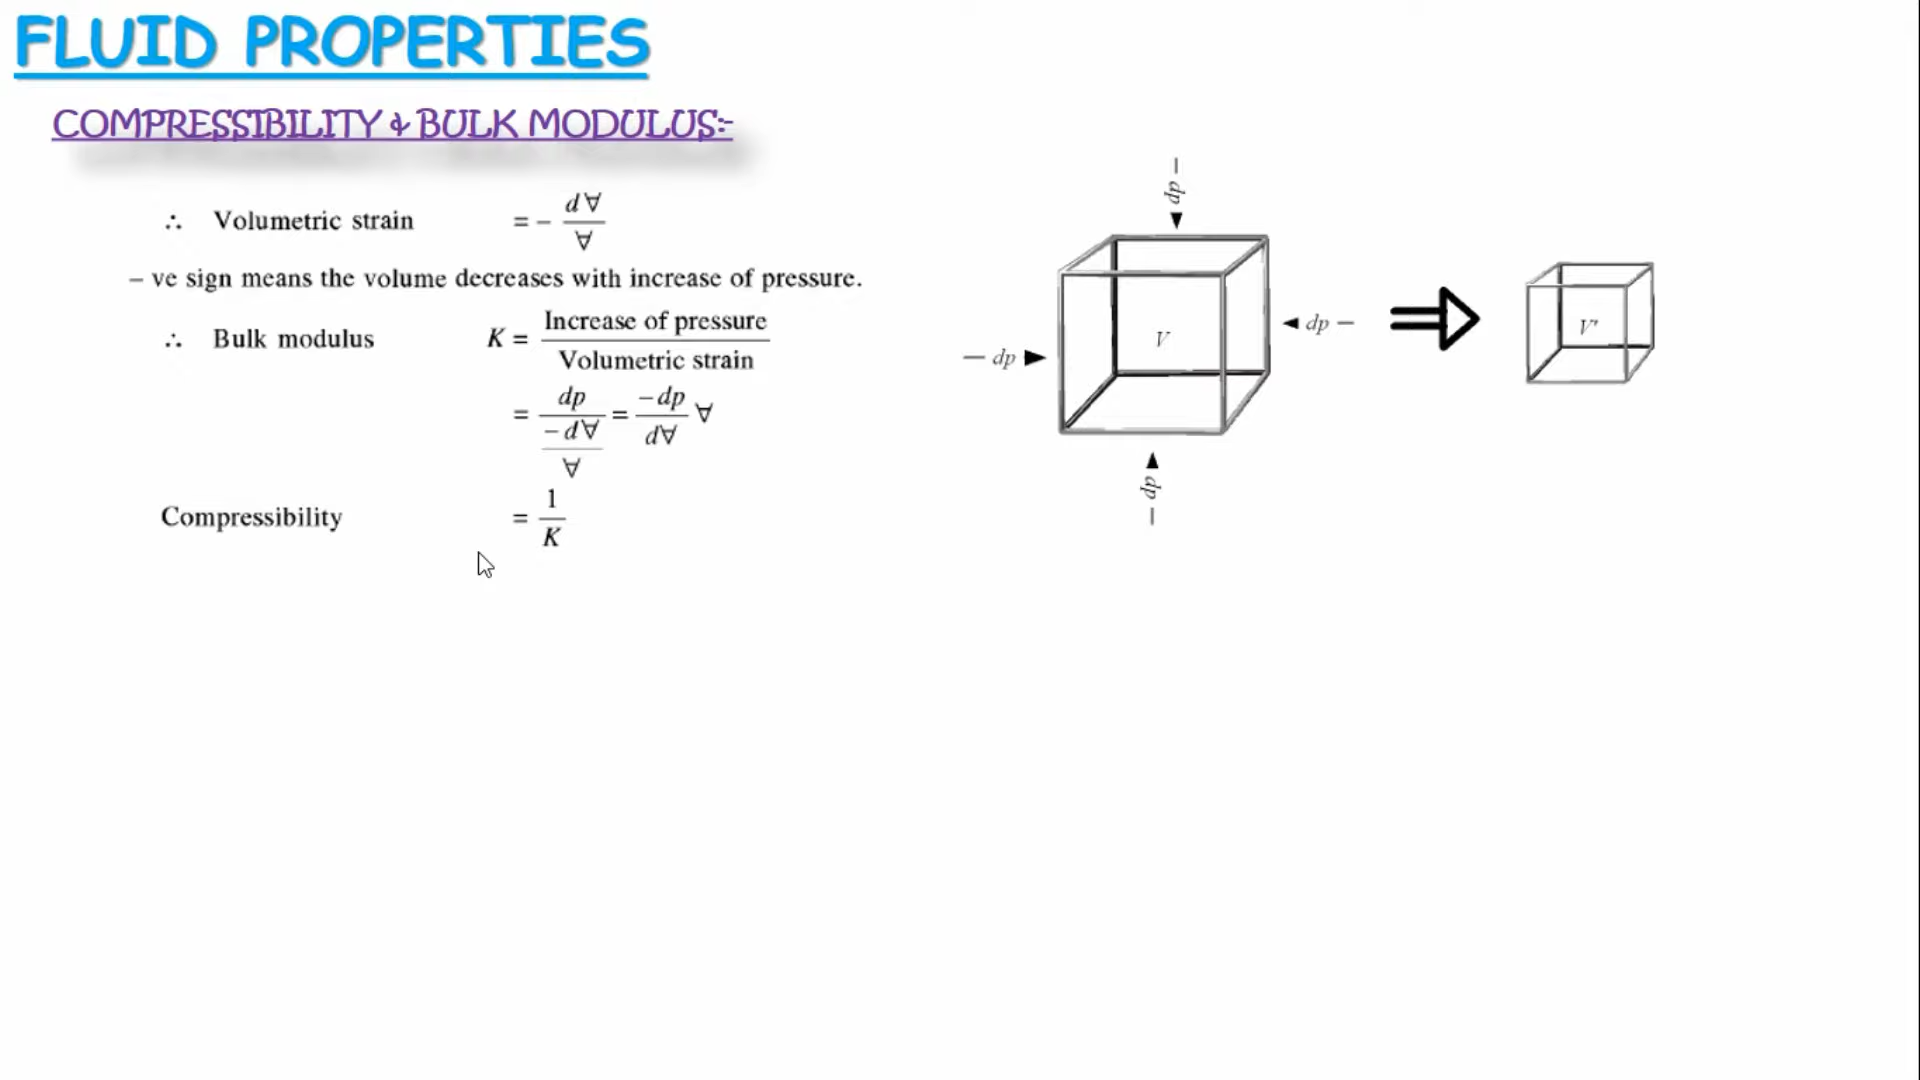 FLUID PROPERTIES
COMPRESSIBILITY & BULK MODULUS:-
∴ Volumetric strain = – d∀/∀
– ve sign means the volume decreases with increase of pressure.
∴ Bulk modulus K = Increase of pressure/Volumetric strain
= dp/(–d∀/∀) = –dp/d∀ ∀
Compressibility = 1/K
– dp
– dp
dp –
– dp
V
V'